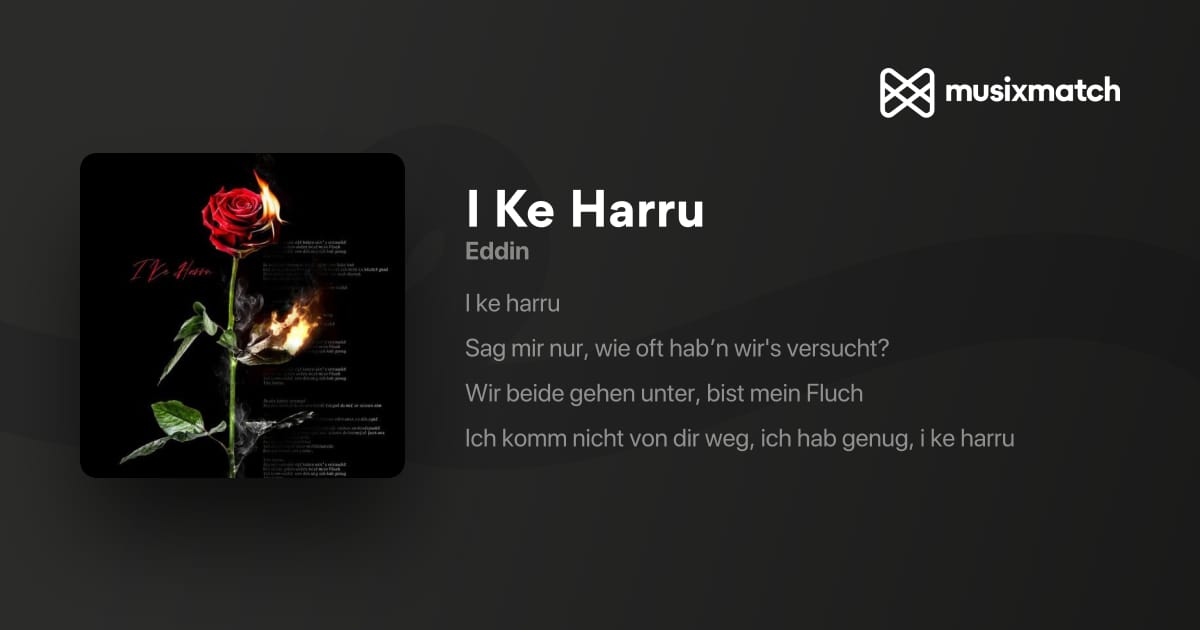 musixmatch
I Ke Harru
I Ke Harru
Eddin
I ke harru
Sag mir nur, wie oft hab’n wir's versucht?
Wir beide gehen unter, bist mein Fluch
Ich komm nicht von dir weg, ich hab genug, i ke harru